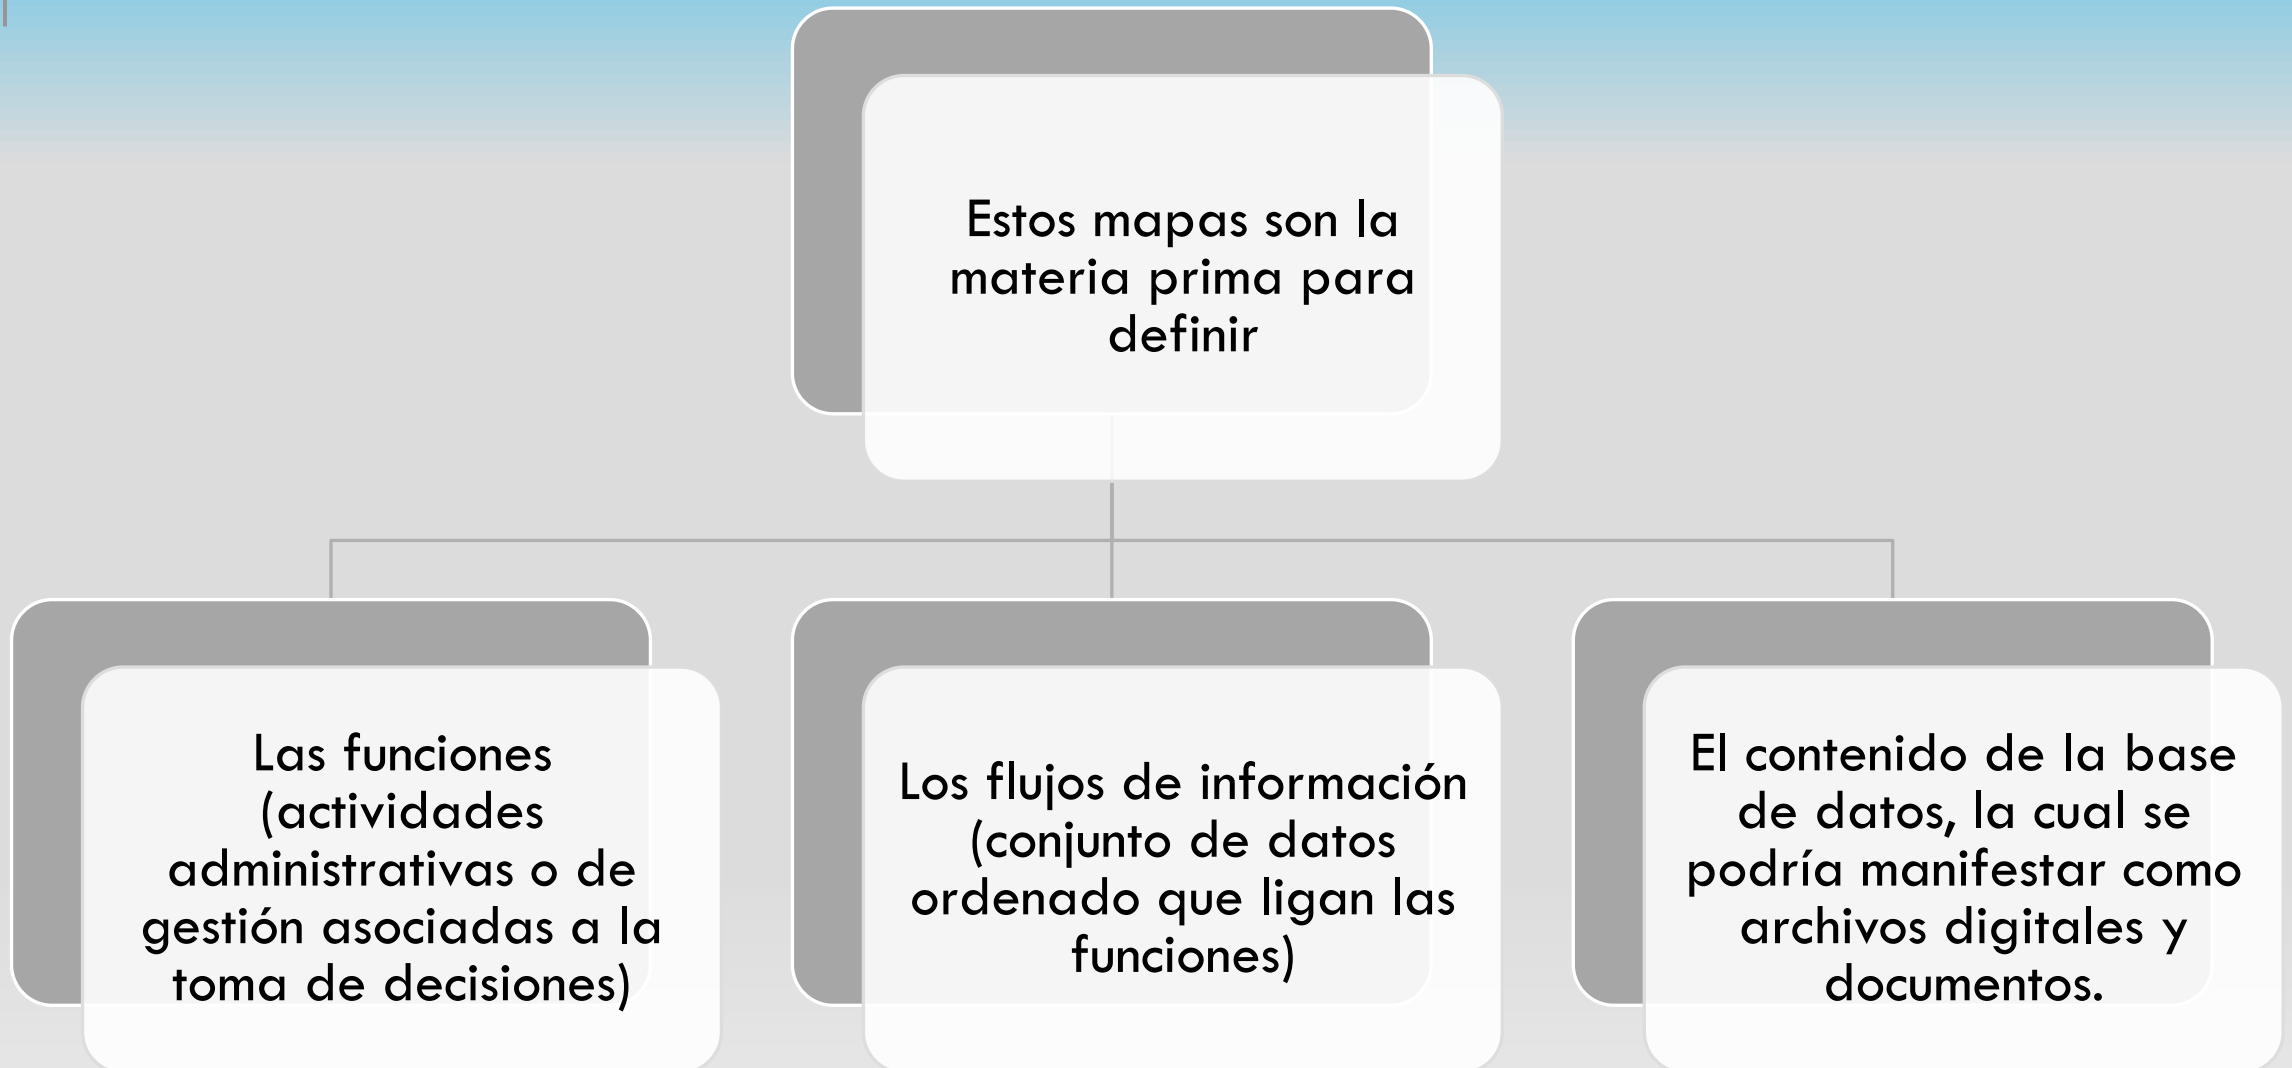 Estos mapas son la
materia prima para
definir
Las funciones
(actividades
administrativas o de
gestión asociadas a la
toma de decisiones)
Los flujos de información
(conjunto de datos
ordenado que ligan las
funciones)
El contenido de la base
de datos, la cual se
podría manifestar como
archivos digitales y
documentos.